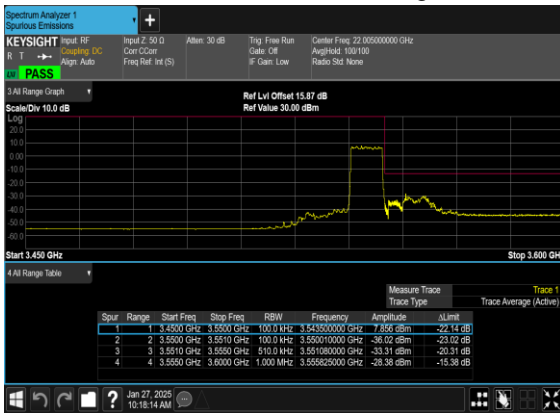 Spectrum Analyzer 1
Spurious Emissions
KEYSIGHT Input: RF Input Z: 50 Ω Atten: 30 dB Trig: Free Run Center Freq: 22.005000000 GHz
R T Coupling: DC Corr CCorr Gate: Off Avg|Hold: 100/100
Align: Auto Freq Ref: Int (S) IF Gain: Low Radio Std: None
LXI PASS
3 All Range Graph
Scale/Div 10.0 dB Ref Lvl Offset 15.87 dB
Ref Value 30.00 dBm
Log
20.0
10.0
0.00
-10.0
-20.0
-30.0
-40.0
-50.0
-60.0
Start 3.450 GHz Stop 3.600 GH
4 All Range Table
Measure Trace Trace 1
Trace Type Trace Average (Active)
Spur Range Start Freq Stop Freq RBW Frequency Amplitude ΔLimit
1 1 3.4500 GHz 3.5500 GHz 100.0 kHz 3.543500000 GHz 7.856 dBm -22.14 dB
2 2 3.5500 GHz 3.5510 GHz 100.0 kHz 3.550010000 GHz -36.02 dBm -23.02 dB
3 3 3.5510 GHz 3.5550 GHz 510.0 kHz 3.551080000 GHz -33.31 dBm -20.31 dB
4 4 3.5550 GHz 3.6000 GHz 1.000 MHz 3.555825000 GHz -28.38 dBm -15.38 dB
Jan 27, 2025
10:18:14 AM